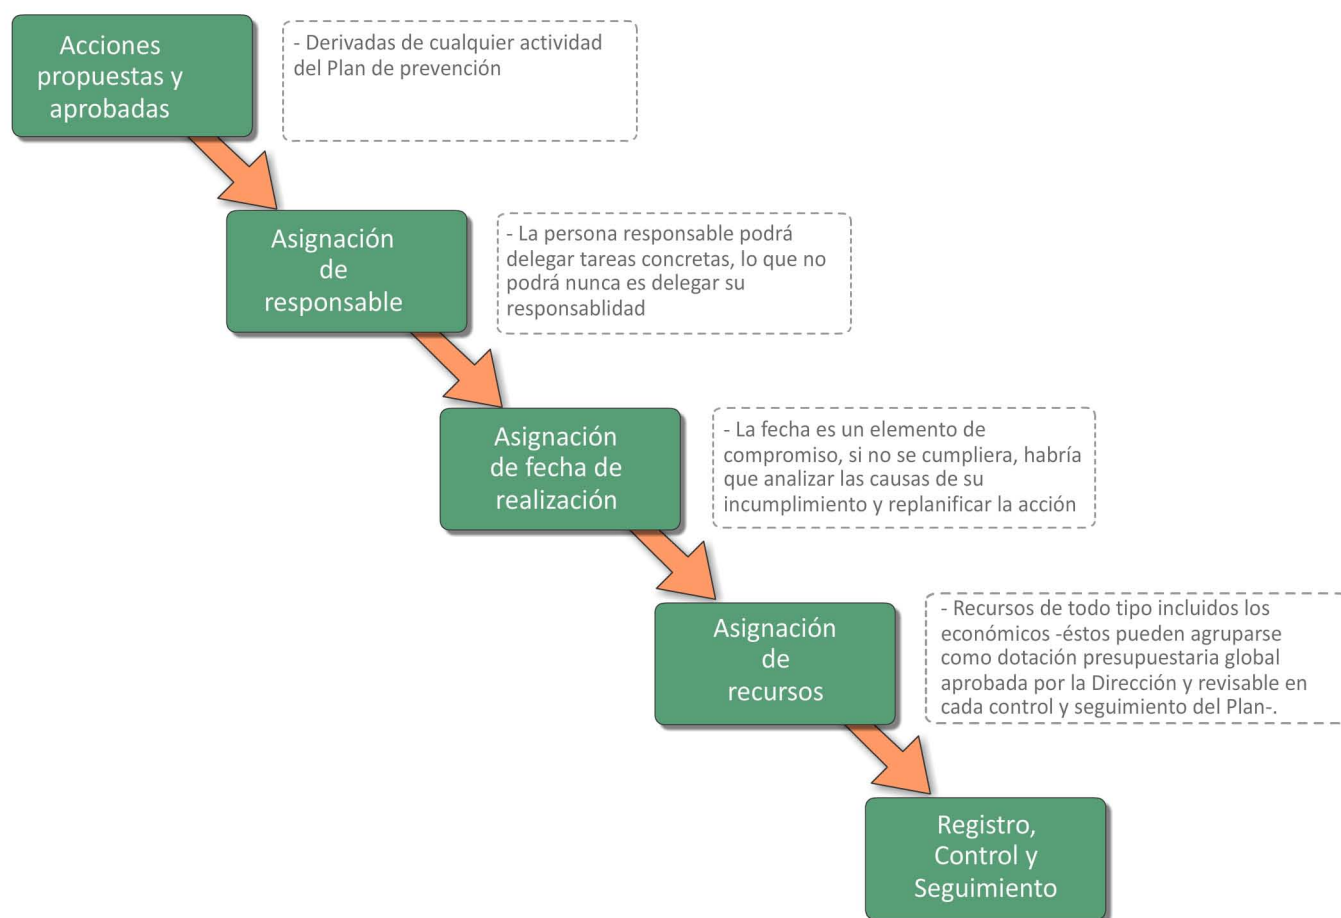 Acciones
propuestas y
aprobadas
- Derivadas de cualquier actividad
del Plan de prevención
Asignación
de
responsable
- La persona responsable podrá
delegar tareas concretas, lo que no
podrá nunca es delegar su
responsablidad
Asignación
de fecha de
realización
- La fecha es un elemento de
compromiso, si no se cumpliera, habría
que analizar las causas de su
incumplimiento y replanificar la acción
Asignación
de
recursos
- Recursos de todo tipo incluidos los
económicos -éstos pueden agruparse
como dotación presupuestaria global
aprobada por la Dirección y revisable en
cada control y seguimiento del Plan-.
Registro,
Control y
Seguimiento